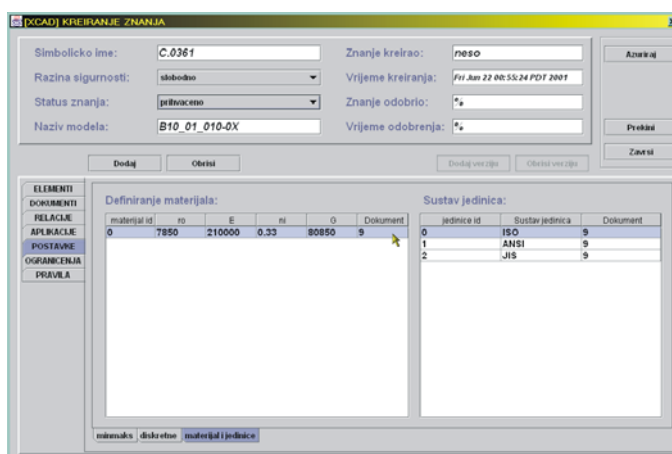 [XCAD] KREIRANJE ZNANJA
Simbolicko ime: C.0361 Znanje kreirao: neso
Razina sigurnosti: slobodno Vrijeme kreiranja: Fri Jun 22 00:55:24 PDT 2001
Status znanja: prihvaceno Znanje odobrio: %
Naziv modela: B10_01_010-0X Vrijeme odobrenja: %
Azuriraj
Prekini
Zavrsi
Dodaj Obrisi Dodaj verziju Obrisi verziju
ELEMENTI
DOKUMENTI
RELACIJE
APLIKACIJE
POSTAVKE
OGRANICENJA
PRAVILA
Definiranje materijala:
materijal id ro E ni G Dokument
0 7850 210000 0.33 80850 9
Sustav jedinica:
jedinice id Sustav jedinica Dokument
0 ISO 9
1 ANSI 9
2 JIS 9
minmaks diskretne materijal i jedinice